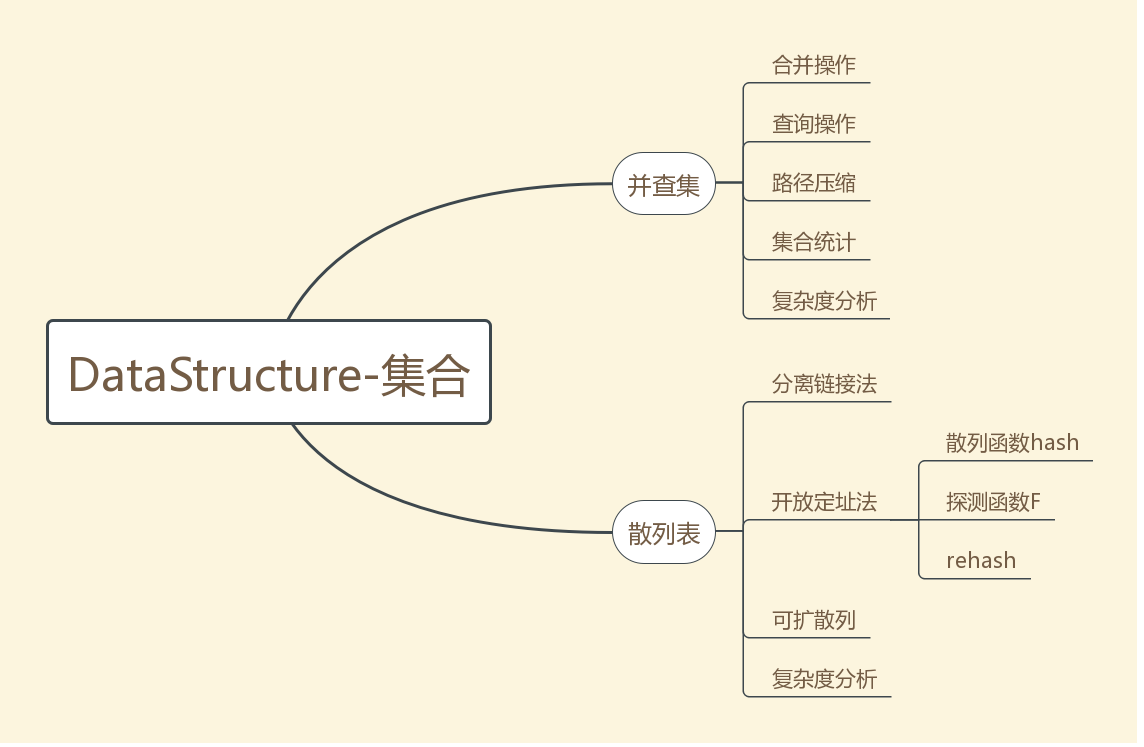 DataStructure-集合
并查集
合并操作
查询操作
路径压缩
集合统计
复杂度分析
散列表
分离链接法
开放定址法
散列函数hash
探测函数F
rehash
可扩散列
复杂度分析